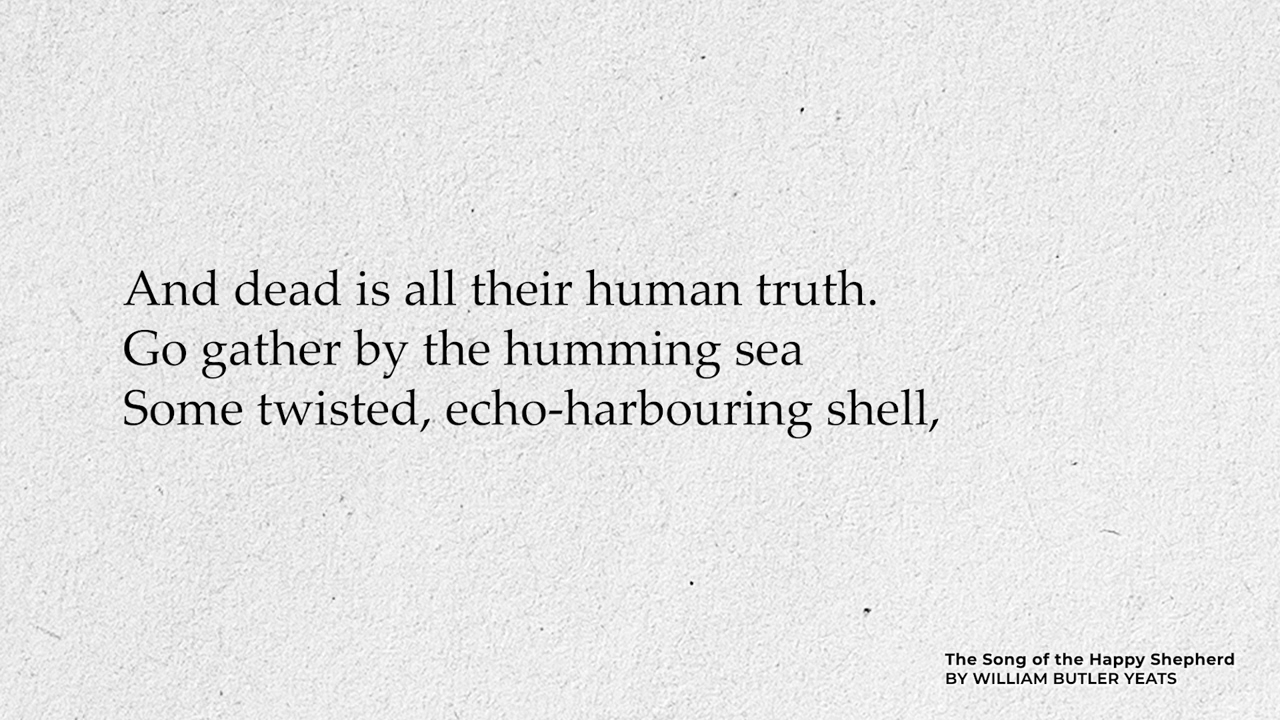 And dead is all their human truth.
Go gather by the humming sea
Some twisted, echo-harbouring shell,
The Song of the Happy Shepherd
BY WILLIAM BUTLER YEATS